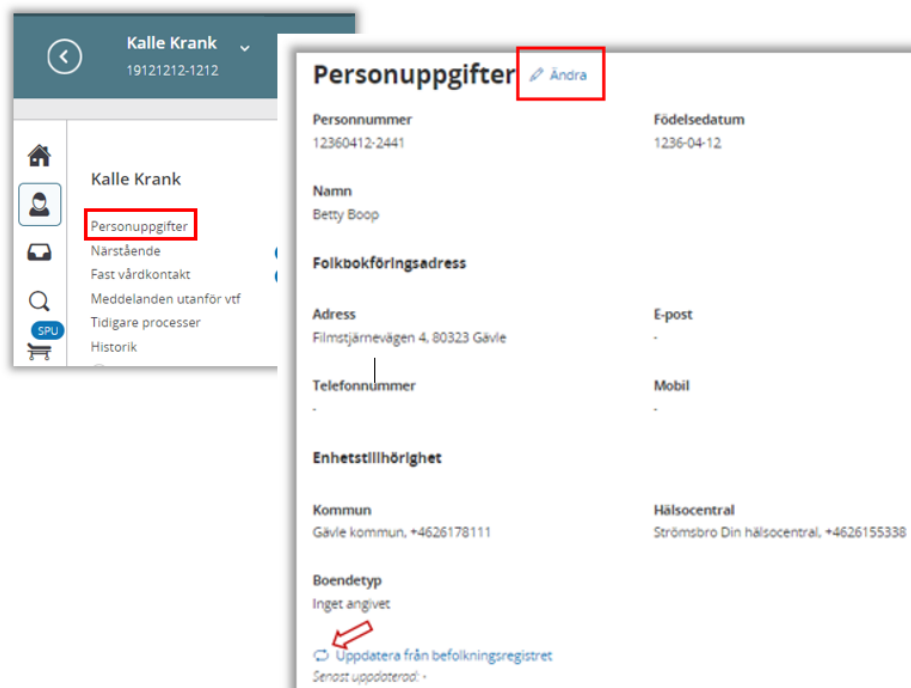 Kalle Krank
19121212-1212
Kalle Krank
Personuppgifter
Närstående
Fast vårdkontakt
Meddelanden utanför vtf
Tidigare processer
Historik
SPU
Personuppgifter Ändra
Personnummer Födelsedatum
12360412-2441 1236-04-12
Namn
Betty Boop
Folkbokföringsadress
Adress E-post
Filmstjärnevägen 4, 80323 Gävle -
Telefonnummer Mobil
- -
Enhetstillhörighet
Kommun Hälsocentral
Gävle kommun, +4626178111 Strömsbro Din hälsocentral, +4626155338
Boendetyp
Inget angivet
Uppdatera från befolkningsregistret
Senast uppdaterad: -